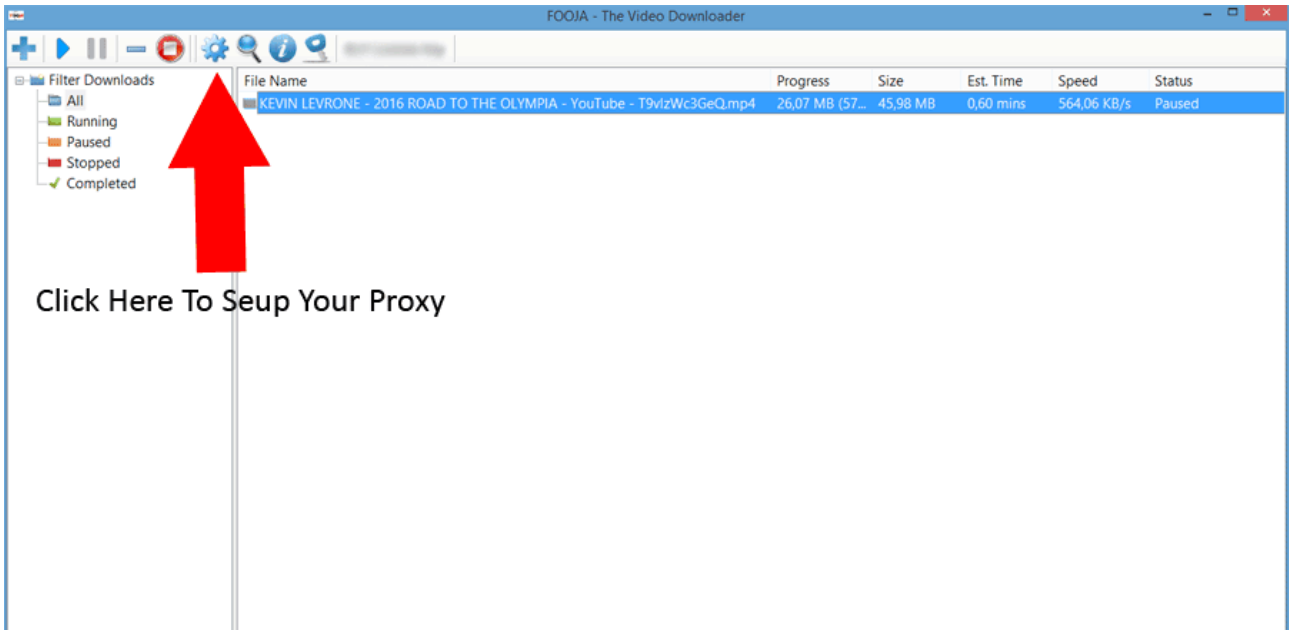 FOOJA - The Video Downloader
Filter Downloads
All
Running
Paused
Stopped
Completed
File Name Progress Size Est. Time Speed Status
KEVIN LEVRONE - 2016 ROAD TO THE OLYMPIA - YouTube - T9vIzWc3GeQ.mp4 26,07 MB (57... 45,98 MB 0,60 mins 564,06 KB/s Paused
Click Here To Seup Your Proxy